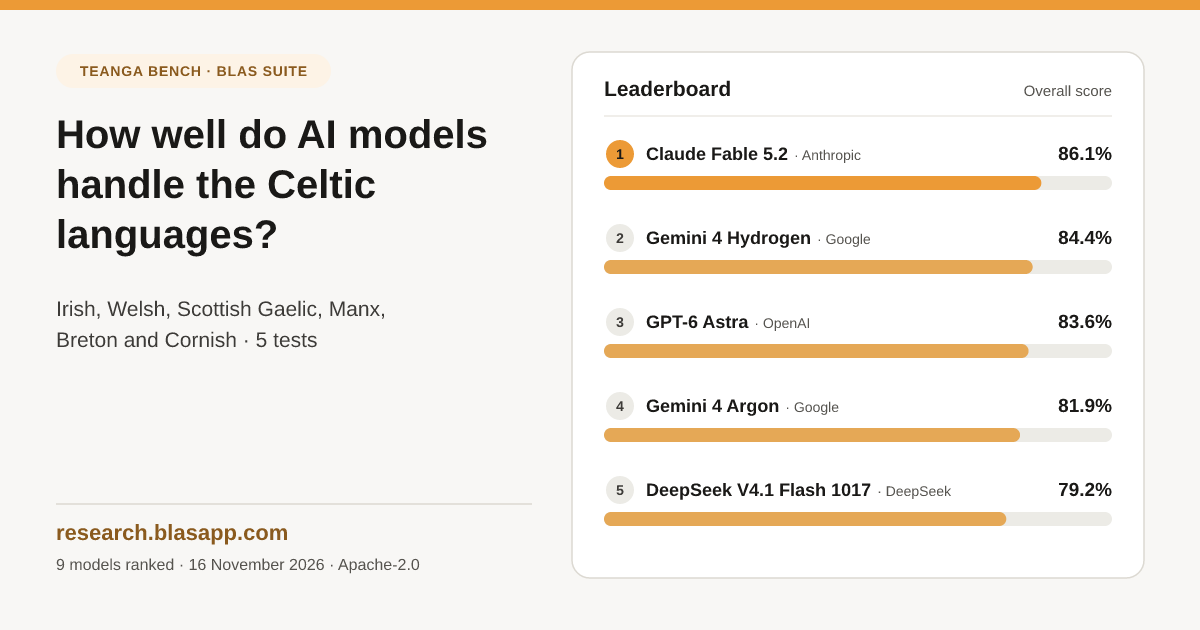 TEANGA BENCH · BLAS SUITE
How well do AI models
handle the Celtic
languages?
Irish, Welsh, Scottish Gaelic, Manx,
Breton and Cornish · 5 tests
research.blasapp.com
9 models ranked · 16 November 2026 · Apache-2.0
Leaderboard Overall score
1 Claude Fable 5.2 · Anthropic 86.1%
2 Gemini 4 Hydrogen · Google 84.4%
3 GPT-6 Astra · OpenAI 83.6%
4 Gemini 4 Argon · Google 81.9%
5 DeepSeek V4.1 Flash 1017 · DeepSeek 79.2%